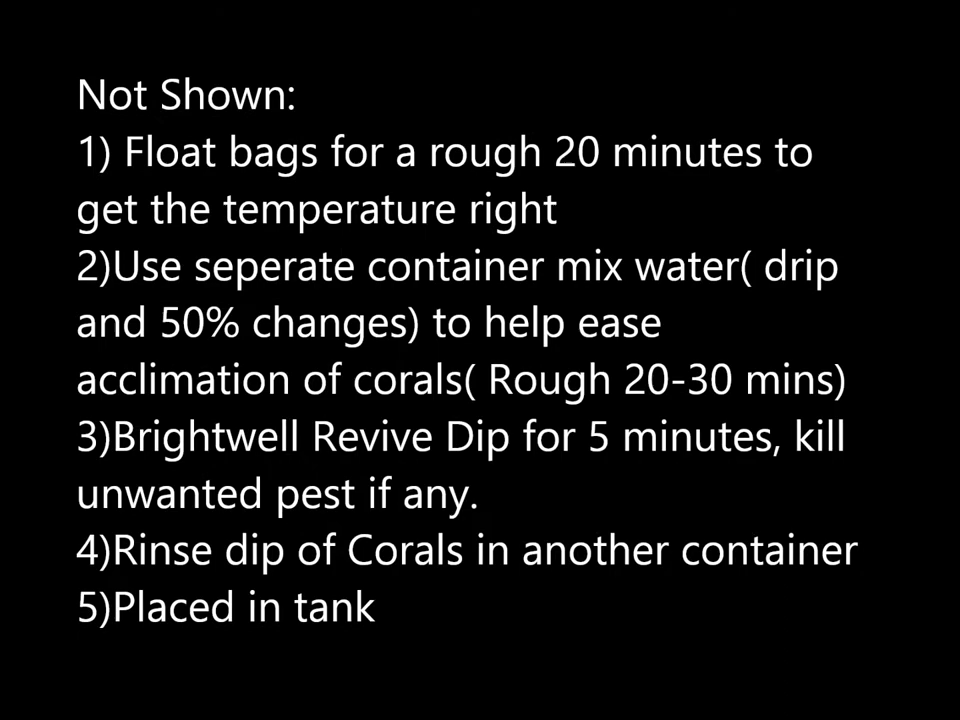 Not Shown:
1) Float bags for a rough 20 minutes to
get the temperature right
2)Use seperate container mix water( drip
and 50% changes) to help ease
acclimation of corals( Rough 20-30 mins)
3)Brightwell Revive Dip for 5 minutes, kill
unwanted pest if any.
4)Rinse dip of Corals in another container
5)Placed in tank